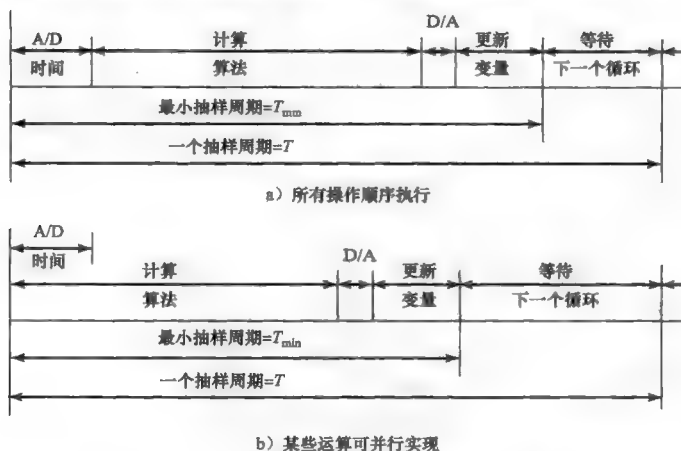 D/A
A/D 计算 更新 等待
时间 算法 变量 下一个循环
最小抽样周期=Tmm
一个抽样周期=T
a）所有操作顺序执行
A/D
时间
D/A
计算 更新 等待
算法 变量 下一个循环
最小抽样周期=Tmin
一个抽样周期=T
b）某些运算可并行实现